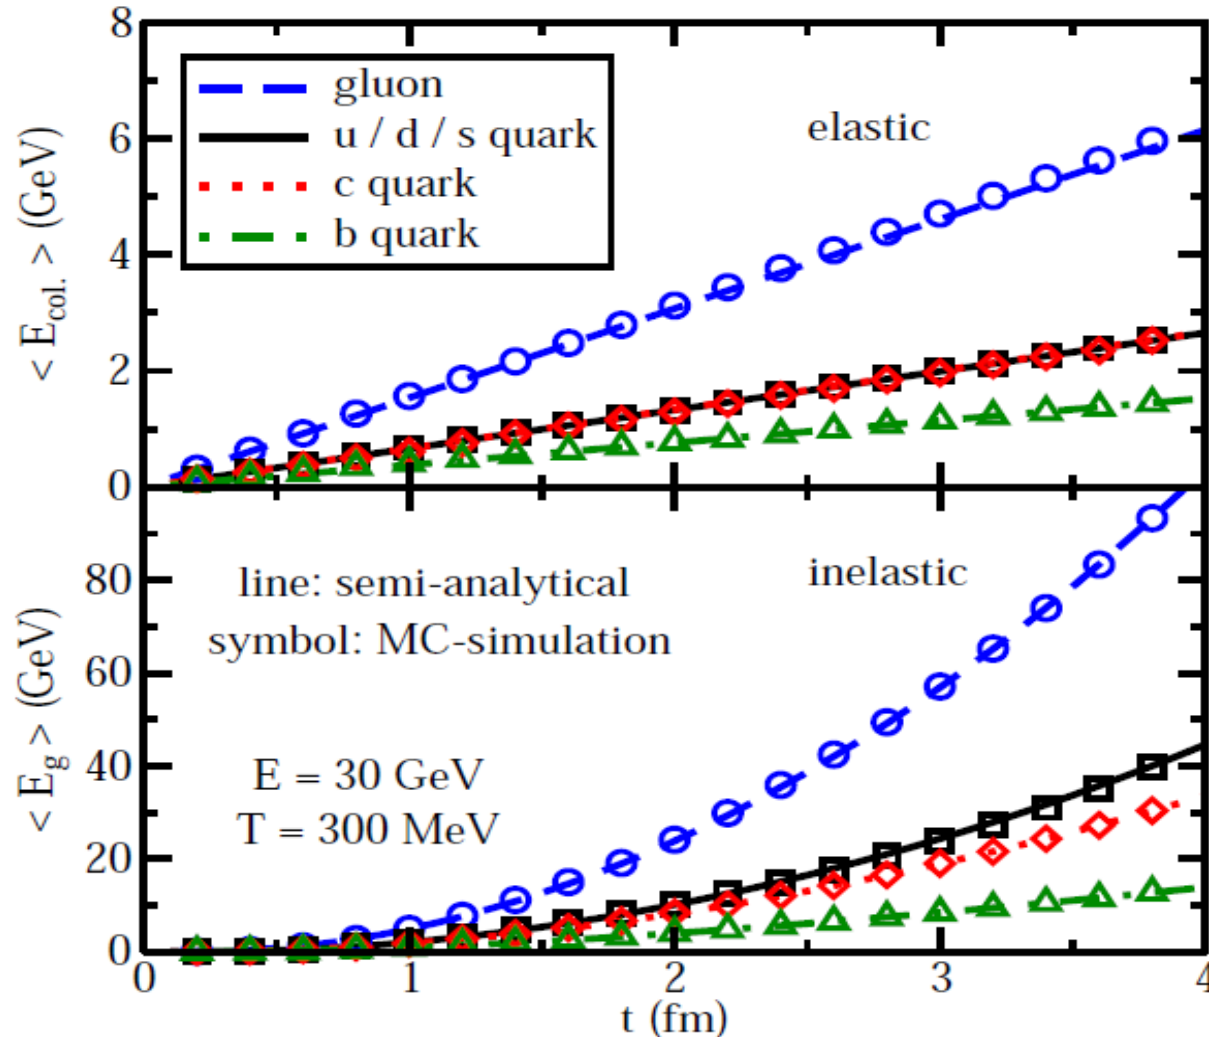 8
6
4
2
0
< E_col. > (GeV)
gluon
u / d / s quark
c quark
b quark
elastic
80
60
40
20
0
< E_g > (GeV)
line: semi-analytical
symbol: MC-simulation
inelastic
E = 30 GeV
T = 300 MeV
0 1 2 3 4
t (fm)